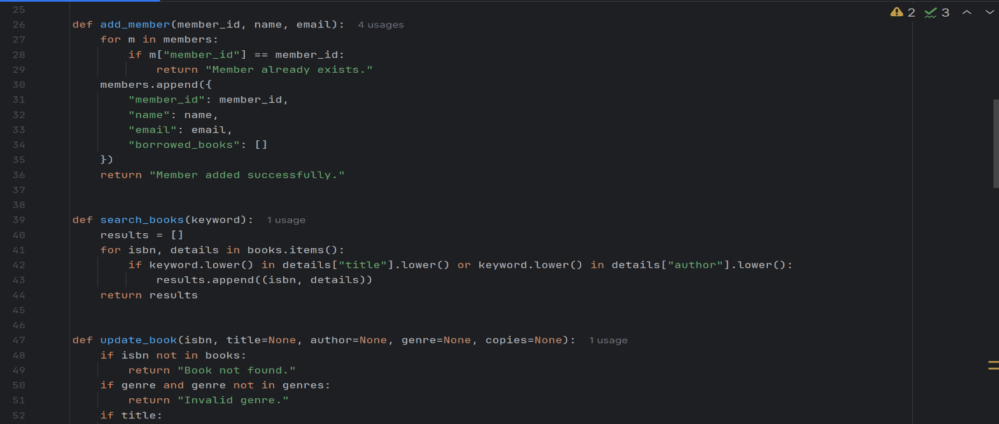 25
2 3
26 def add_member(member_id, name, email): 4 usages
27     for m in members:
28         if m["member_id"] == member_id:
29             return "Member already exists."
30     members.append({
31         "member_id": member_id,
32         "name": name,
33         "email": email,
34         "borrowed_books": []
35     })
36     return "Member added successfully."
37
38
39 def search_books(keyword): 1 usage
40     results = []
41     for isbn, details in books.items():
42         if keyword.lower() in details["title"].lower() or keyword.lower() in details["author"].lower():
43             results.append((isbn, details))
44     return results
45
46
47 def update_book(isbn, title=None, author=None, genre=None, copies=None): 1 usage
48     if isbn not in books:
49         return "Book not found."
50     if genre and genre not in genres:
51         return "Invalid genre."
52     if title: